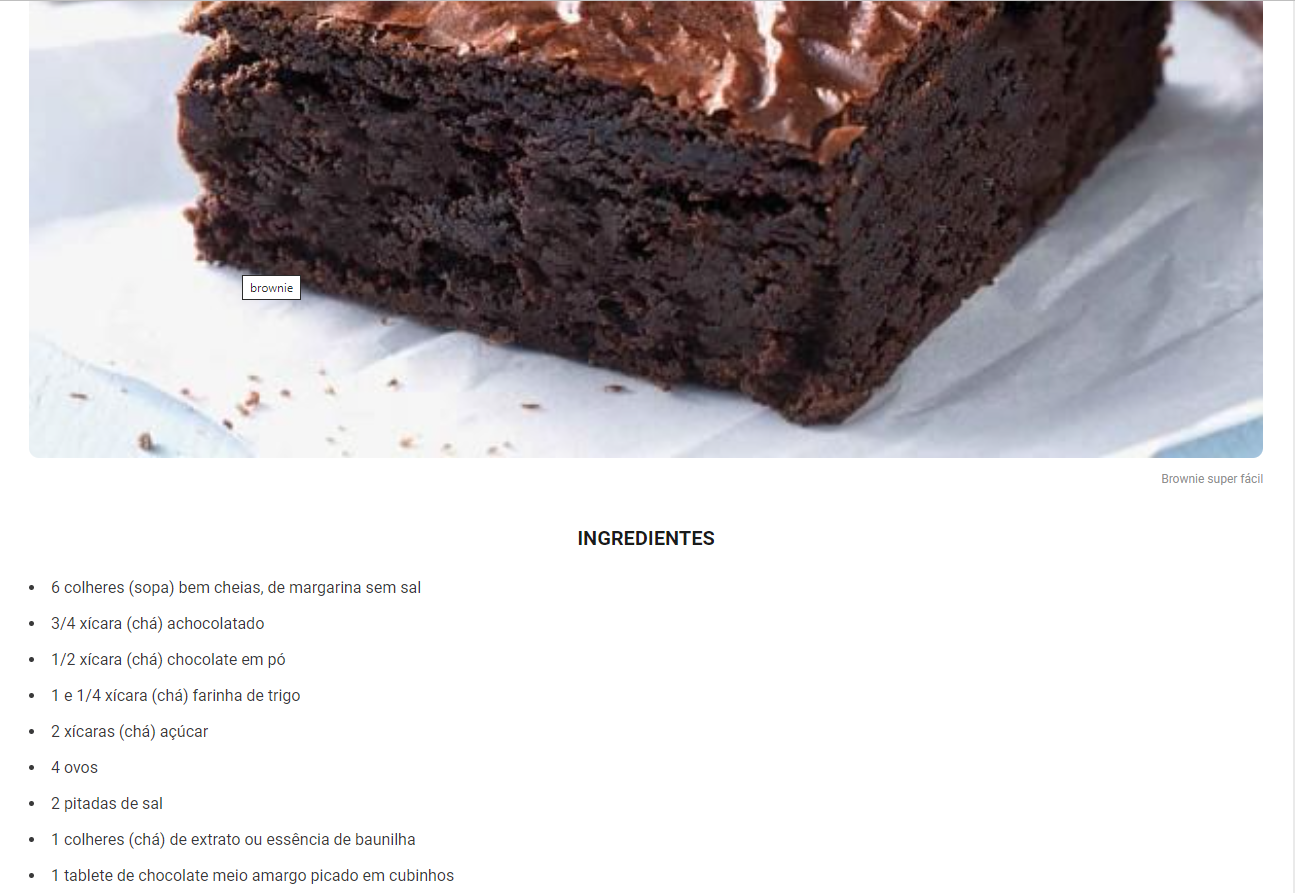 brownie
Brownie super fácil
INGREDIENTES
• 6 colheres (sopa) bem cheias, de margarina sem sal
• 3/4 xícara (chá) achocolatado
• 1/2 xícara (chá) chocolate em pó
• 1 e 1/4 xícara (chá) farinha de trigo
• 2 xícaras (chá) açúcar
• 4 ovos
• 2 pitadas de sal
• 1 colheres (chá) de extrato ou essência de baunilha
• 1 tablete de chocolate meio amargo picado em cubinhos